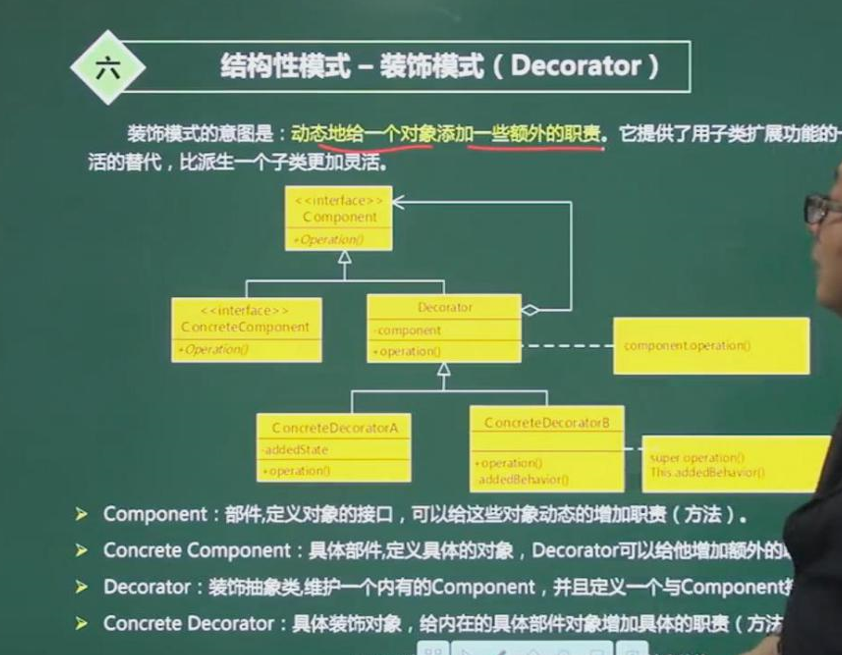 六
结构性模式 – 装饰模式（Decorator）
装饰模式的意图是：动态地给一个对象添加一些额外的职责。它提供了用子类扩展功能的一
活的替代，比派生一个子类更加灵活。
<<interface>>
Component
+Operation()
<<interface>>
ConcreteComponent
+Operation()
Decorator
-component
+operation()
component.operation()
ConcreteDecoratorA
-addedState
+operation()
ConcreteDecoratorB
+operation()
addedBehavior()
super.operation()
This.addedBehavior()
➢ Component：部件,定义对象的接口，可以给这些对象动态的增加职责（方法）。
➢ Concrete Component：具体部件,定义具体的对象，Decorator可以给他增加额外的
➢ Decorator：装饰抽象类,维护一个内有的Component，并且定义一个与Component
➢ Concrete Decorator：具体装饰对象，给内在的具体部件对象增加具体的职责（方法